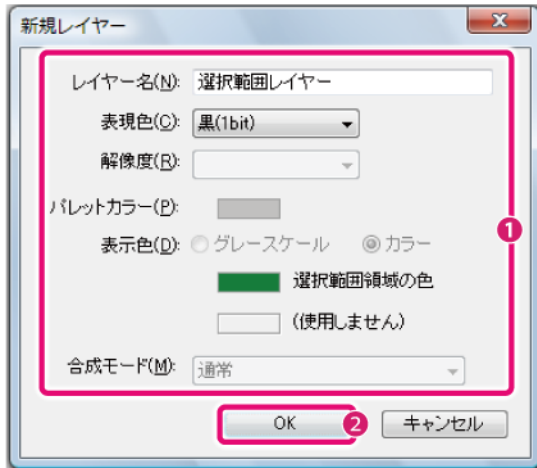 新規レイヤー
レイヤー名(N): 選択範囲レイヤー
表現色(C): 黒(1bit)
解像度(R):
パレットカラー(P):
表示色(D): グレースケール カラー
選択範囲領域の色
(使用しません)
合成モード(M): 通常
1
OK 2 キャンセル